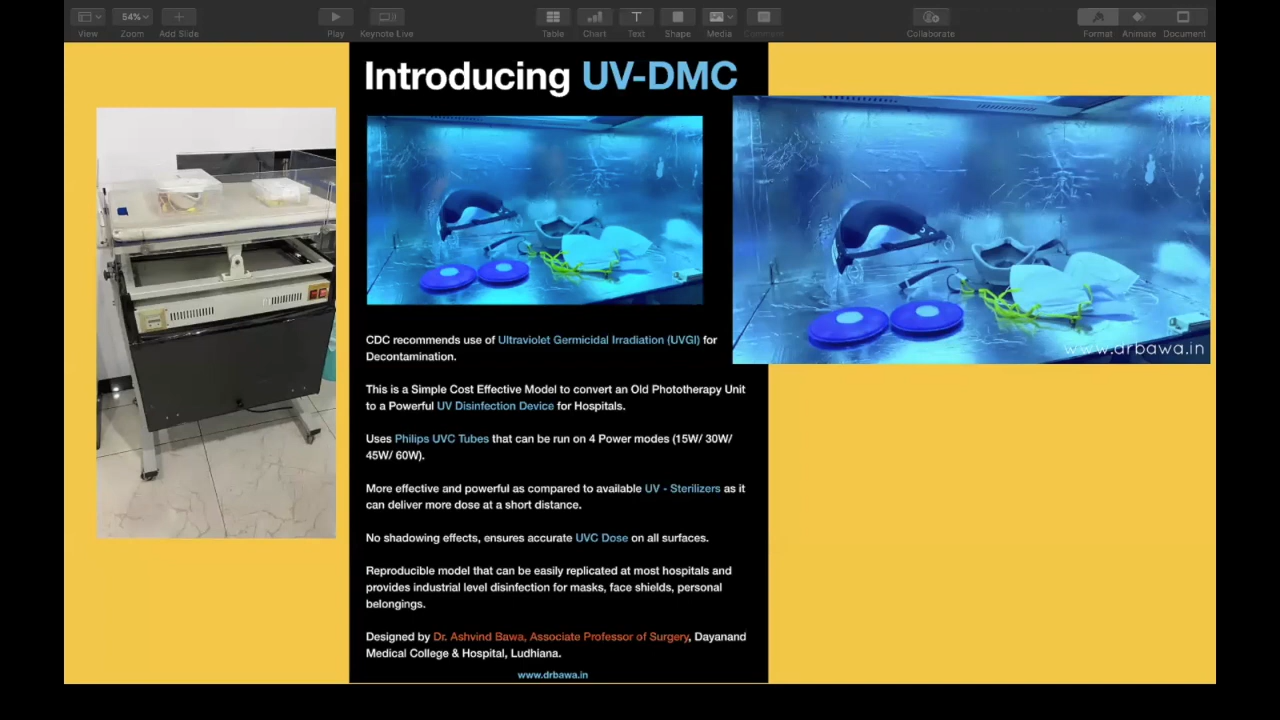 54%
View
Zoom
Add Slide
Play
Keynote Live
Table
Chart
Text
Shape
Media
Comment
Collaborate
Format
Animate
Document
Introducing UV-DMC
www.drbawa.in
CDC recommends use of Ultraviolet Germicidal Irradiation (UVGI) for
Decontamination.
This is a Simple Cost Effective Model to convert an Old Phototherapy Unit
to a Powerful UV Disinfection Device for Hospitals.
Uses Philips UVC Tubes that can be run on 4 Power modes (15W/ 30W/
45W/ 60W).
More effective and powerful as compared to available UV - Sterilizers as it
can deliver more dose at a short distance.
No shadowing effects, ensures accurate UVC Dose on all surfaces.
Reproducible model that can be easily replicated at most hospitals and
provides industrial level disinfection for masks, face shields, personal
belongings.
Designed by Dr. Ashvind Bawa, Associate Professor of Surgery, Dayanand
Medical College & Hospital, Ludhiana.
www.drbawa.in